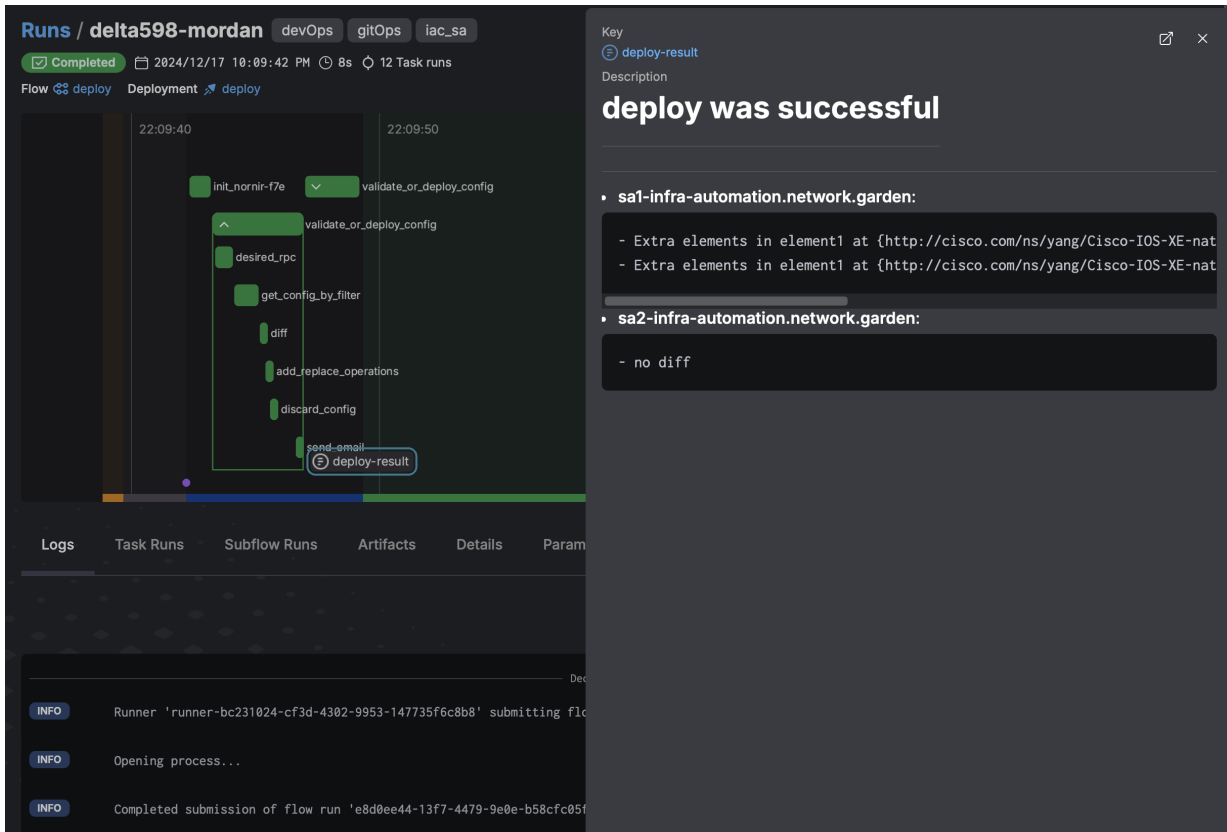 Runs / delta598-mordan devOps gitOps iac_sa
Completed 2024/12/17 10:09:42 PM 8s 12 Task runs
Flow deploy Deployment deploy
22:09:40 22:09:50
init_nornir-f7e validate_or_deploy_config
validate_or_deploy_config
desired_rpc
get_config_by_filter
diff
add_replace_operations
discard_config
send_email
deploy-result
Logs Task Runs Subflow Runs Artifacts Details Param
Dec
INFO Runner 'runner-bc231024-cf3d-4302-9953-147735f6c8b8' submitting flo
INFO Opening process...
INFO Completed submission of flow run 'e8d0ee44-13f7-4479-9e0e-b58cfc05f
Key
deploy-result
Description
deploy was successful
• sa1-infra-automation.network.garden:
- Extra elements in element1 at {http://cisco.com/ns/yang/Cisco-IOS-XE-nat
- Extra elements in element1 at {http://cisco.com/ns/yang/Cisco-IOS-XE-nat
• sa2-infra-automation.network.garden:
- no diff